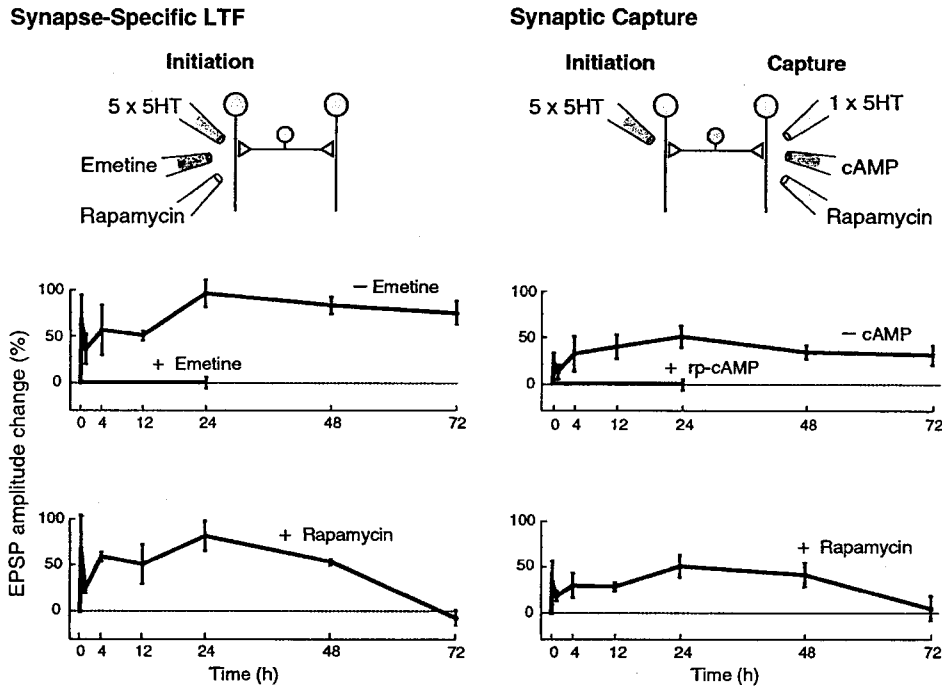 Synapse-Specific LTF
Initiation
5 x 5HT
Emetine
Rapamycin
Synaptic Capture
Initiation
Capture
5 x 5HT
1 x 5HT
cAMP
Rapamycin
EPSP amplitude change (%)
100
50
0
– Emetine
+ Emetine
0 4 12 24 48 72
100
50
0
– cAMP
+ rp-cAMP
0 4 12 24 48 72
100
50
0
+ Rapamycin
0 4 12 24 48 72
Time (h)
100
50
0
+ Rapamycin
0 4 12 24 48 72
Time (h)